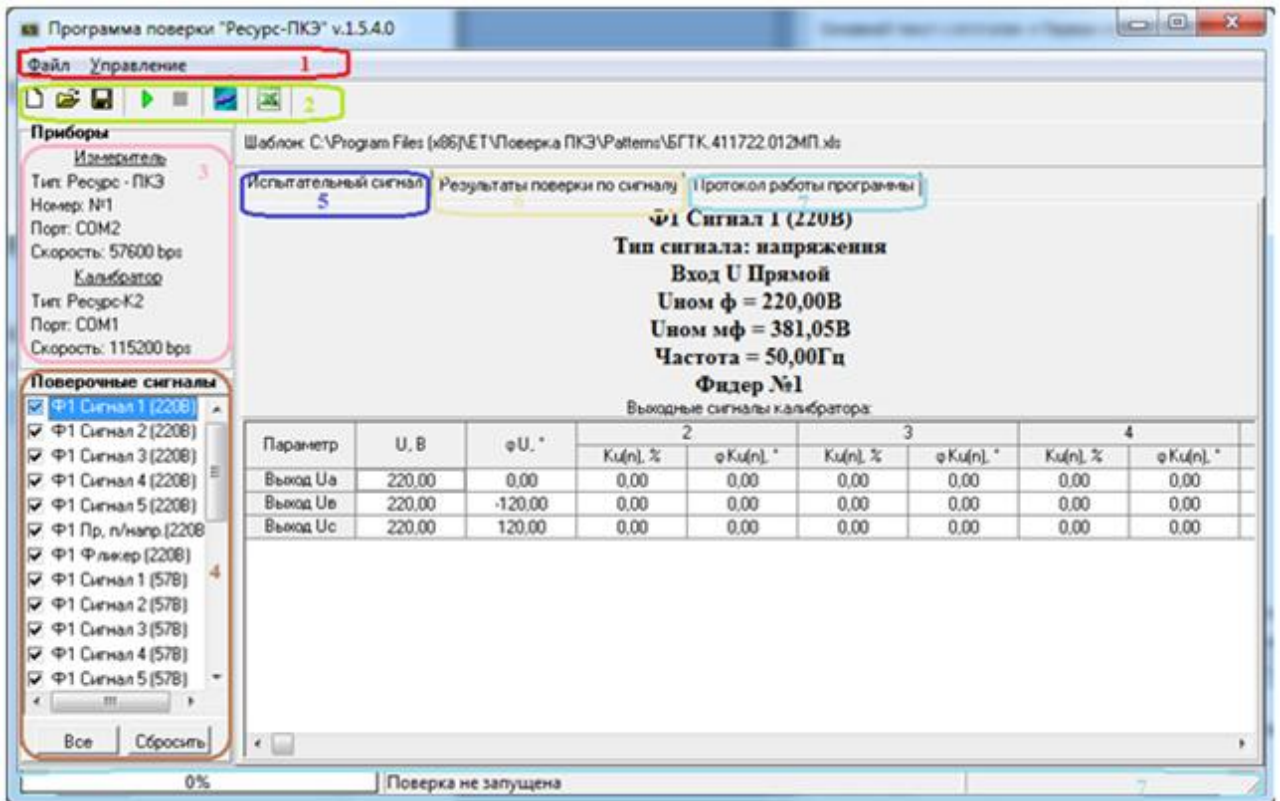 Программа поверки "Ресурс-ПКЭ" v.1.5.4.0
Файл Управление 1
2
Приборы
Измеритель 3
Тип: Ресурс - ПКЭ
Номер: №1
Порт: COM2
Скорость: 57600 bps
Калибратор
Тип: Ресурс-К2
Порт: COM1
Скорость: 115200 bps
Поверочные сигналы
Ф1 Сигнал 1 (220В)
Ф1 Сигнал 2 (220В)
Ф1 Сигнал 3 (220В)
Ф1 Сигнал 4 (220В)
Ф1 Сигнал 5 (220В)
Ф1 Пр, п/напр.(220В
Ф1 Фликер (220В)
Ф1 Сигнал 1 (57В) 4
Ф1 Сигнал 2 (57В)
Ф1 Сигнал 3 (57В)
Ф1 Сигнал 4 (57В)
Ф1 Сигнал 5 (57В)
Все Сбросить
Шаблон: C:\Program Files (x86)\ET\Поверка ПКЭ\Patterns\БГТК.411722.012МП.xls
Испытательный сигнал Результаты поверки по сигналу Протокол работы программы
5 6 7
Ф1 Сигнал 1 (220В)
Тип сигнала: напряжения
Вход U Прямой
Uном ф = 220,00В
Uном мф = 381,05В
Частота = 50,00Гц
Фидер №1
Выходные сигналы калибратора:
Параметр U, В φU, ° 2 3 4
Ku(n), % φKu(n), ° Ku(n), % φKu(n), ° Ku(n), % φKu(n), °
Выход Uа 220,00 0,00 0,00 0,00 0,00 0,00 0,00 0,00
Выход Uв 220,00 -120,00 0,00 0,00 0,00 0,00 0,00 0,00
Выход Uс 220,00 120,00 0,00 0,00 0,00 0,00 0,00 0,00
0% Поверка не запущена 7